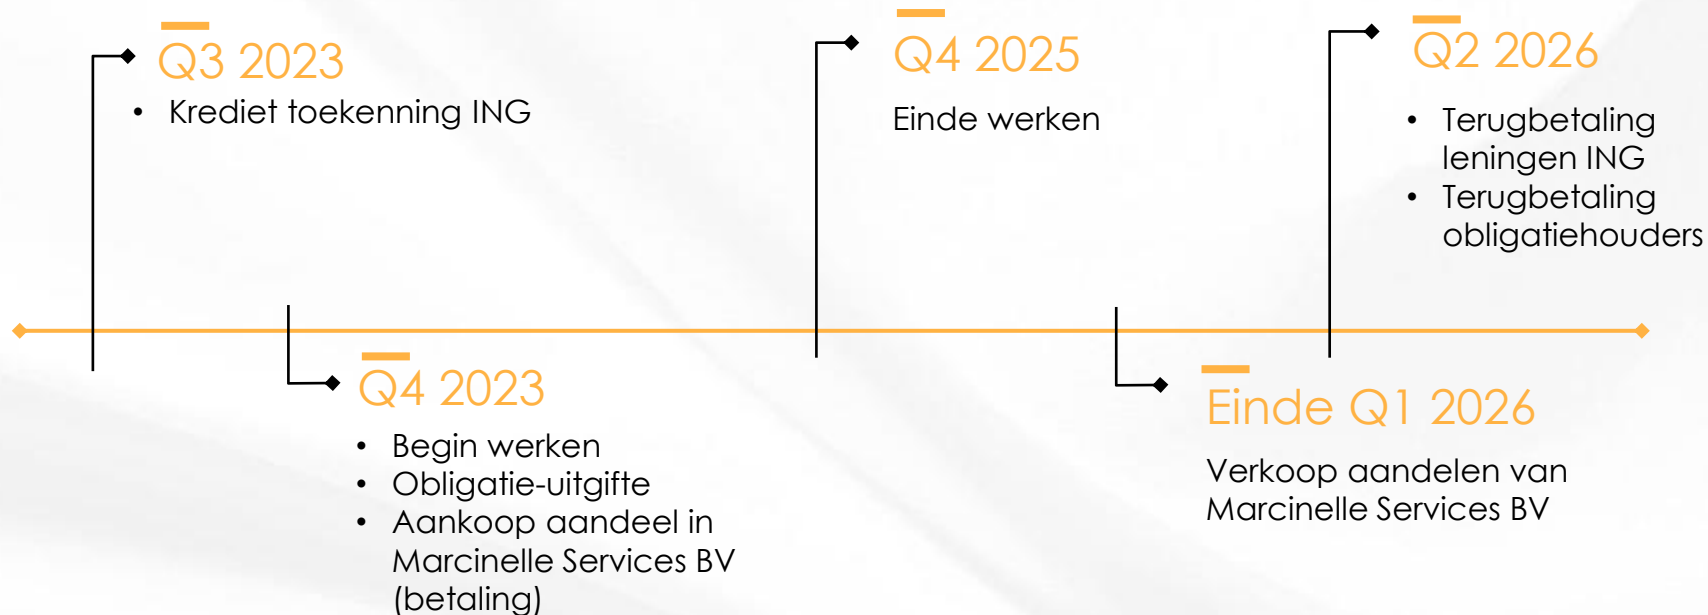 Q3 2023
• Krediet toekenning ING
Q4 2023
• Begin werken
• Obligatie-uitgifte
• Aankoop aandeel in
Marcinelle Services BV
(betaling)
Q4 2025
Einde werken
Einde Q1 2026
Verkoop aandelen van
Marcinelle Services BV
Q2 2026
• Terugbetaling
leningen ING
• Terugbetaling
obligatiehouders